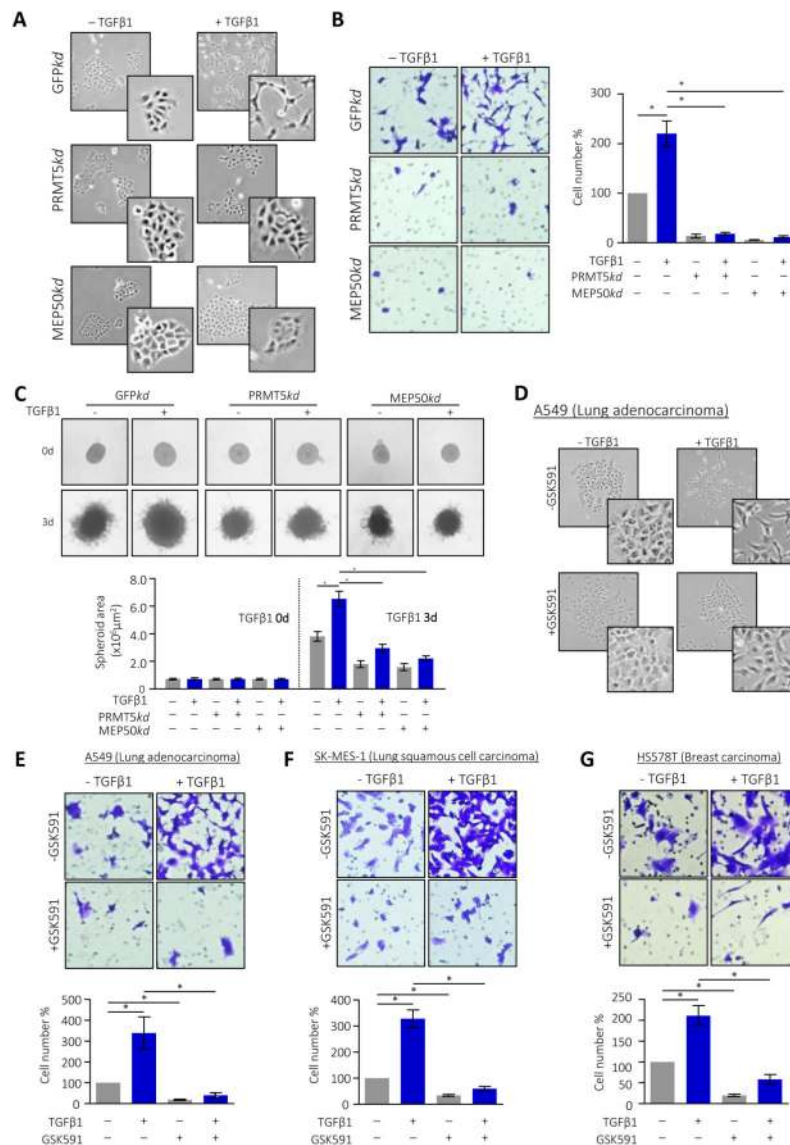 A
– TGFβ1 + TGFβ1
GFPkd
PRMT5kd
MEP50kd
B
– TGFβ1 + TGFβ1
GFPkd
PRMT5kd
MEP50kd
Cell number %
300
200
100
0
* * *
TGFβ1 – + – + – +
PRMT5kd – – + + – –
MEP50kd – – – – + +
C
GFPkd PRMT5kd MEP50kd
TGFβ1 - + - + - +
0d
3d
Spheroid area
(x10⁵µm²)
8.0
6.0
4.0
2.0
0
TGFβ1 0d TGFβ1 3d
TGFβ1 – + – + – + – + – + – +
PRMT5kd – – + + – – – – + + – –
MEP50kd – – – – + + – – – – + +
D
A549 (Lung adenocarcinoma)
- TGFβ1 + TGFβ1
-GSK591
+GSK591
E
A549 (Lung adenocarcinoma)
- TGFβ1 + TGFβ1
-GSK591
+GSK591
Cell number %
500
400
300
200
100
0
* * * *
TGFβ1 – + – +
GSK591 – – + +
F
SK-MES-1 (Lung squamous cell carcinoma)
- TGFβ1 + TGFβ1
-GSK591
+GSK591
Cell number %
400
300
200
100
0
* * * *
TGFβ1 – + – +
GSK591 – – + +
G
HS578T (Breast carcinoma)
- TGFβ1 + TGFβ1
-GSK591
+GSK591
Cell number %
250
200
150
100
50
0
* * * *
TGFβ1 – + – +
GSK591 – – + +